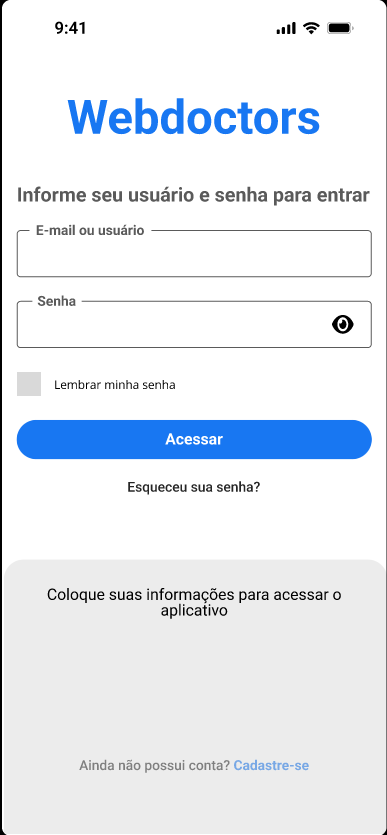 9:41
Webdoctors
Informe seu usuário e senha para entrar
E-mail ou usuário
Senha
Lembrar minha senha
Acessar
Esqueceu sua senha?
Coloque suas informações para acessar o
aplicativo
Ainda não possui conta? Cadastre-se